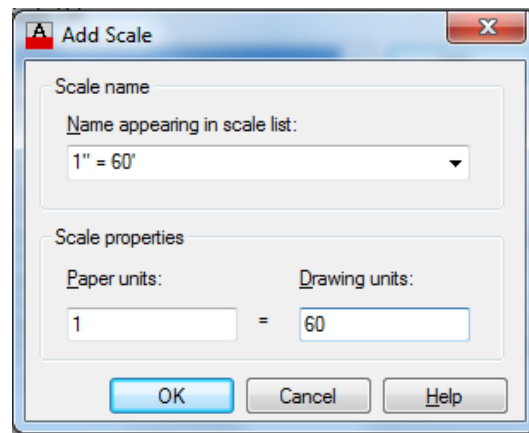 A Add Scale X
Scale name
Name appearing in scale list:
1" = 60'
Scale properties
Paper units: Drawing units:
1 = 60
OK Cancel Help